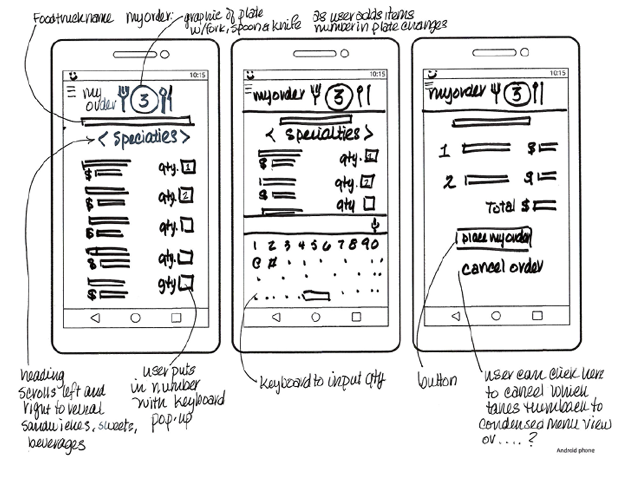 Foodtruck name
my order:
graphic of plate
w/fork, spoon & knife
as user adds items
number in plate changes
10:15
my
order
3
< Specialties >
$
qty. 1
$
qty. 2
$
qty.
$
qty.
$
qty
10:15
my order
3
< Specialties >
$
qty. 1
$
qty. 2
qty
1 2 3 4 5 6 7 8 9 0
@ #
10:15
my order
3
1
$
2
$
Total $
place my order
cancel order
heading
scrolls left and
right to reveal
sandwiches, sweets,
beverages
user puts
in number
with keyboard
pop-up
keyboard to input qty
button
user can click here
to cancel which
takes them back to
condensed menu view
or .... ?
Android phone